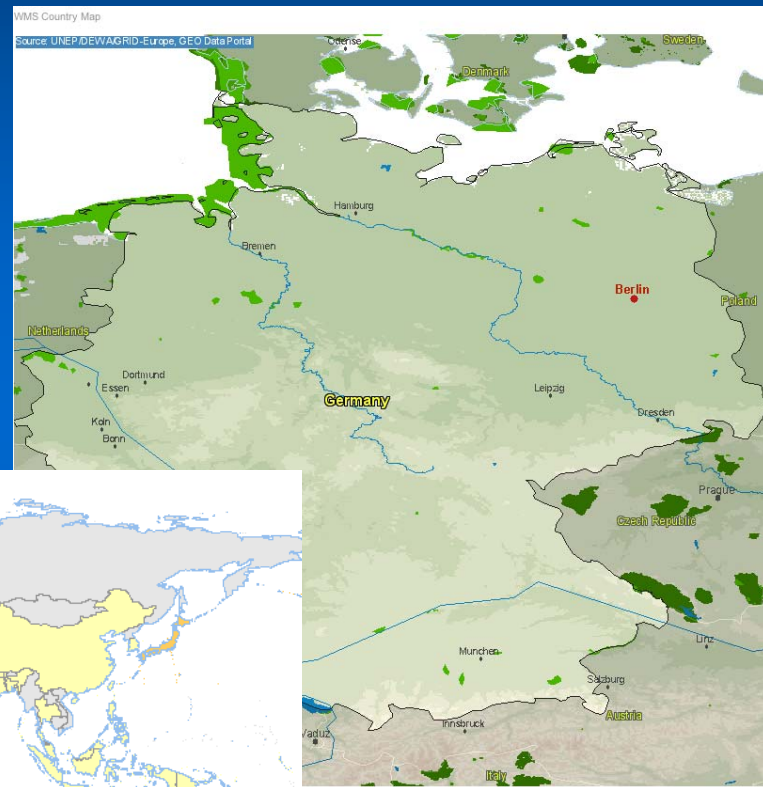 WMS Country Map
Source: UNEP/DEWA/GRID-Europe, GEO Data Portal
Odense
Sweden
Denmark
Hamburg
Bremen
Berlin
Poland
Netherlands
Dortmund
Essen
Leipzig
Germany
Koln
Dresden
Bonn
Prague
Czech Republic
Linz
Munchen
Salzburg
Austria
Innsbruck
Vaduz
Italy